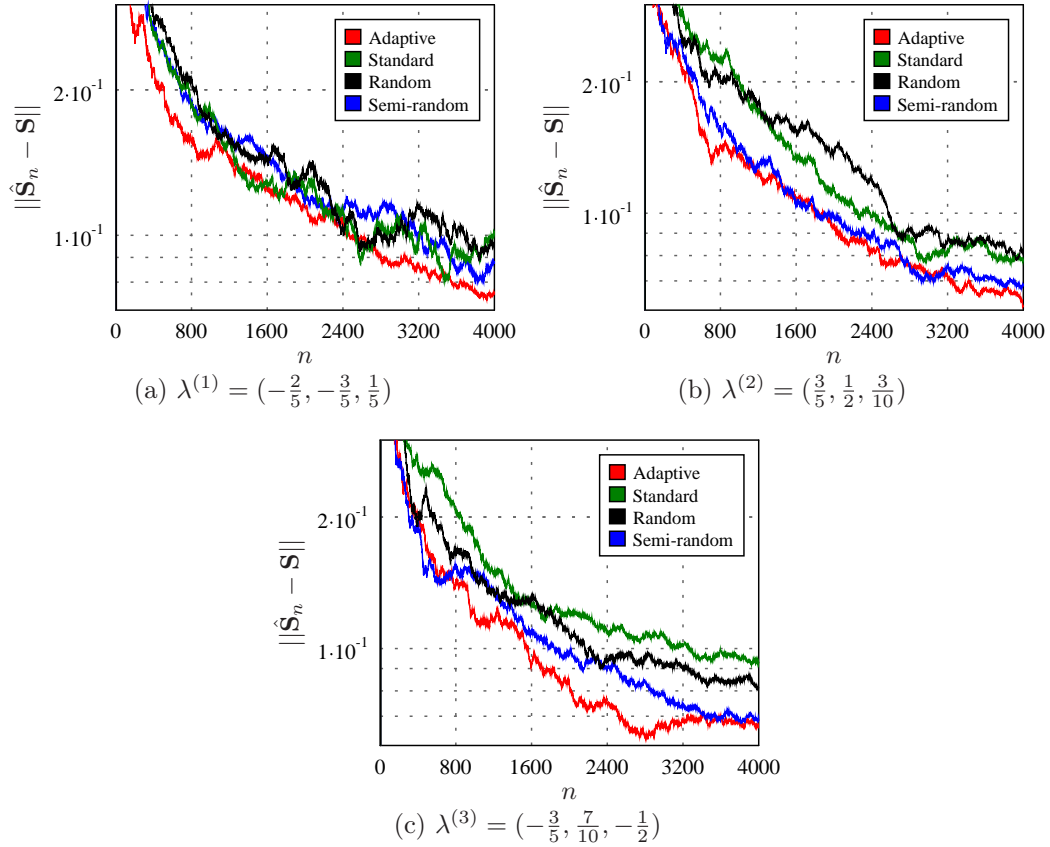 ||Ŝₙ − S||
2·10⁻¹
1·10⁻¹
Adaptive
Standard
Random
Semi-random
0 800 1600 2400 3200 4000
n
(a) λ⁽¹⁾ = (−2/5, −3/5, 1/5)
||Ŝₙ − S||
2·10⁻¹
1·10⁻¹
Adaptive
Standard
Random
Semi-random
0 800 1600 2400 3200 4000
n
(b) λ⁽²⁾ = (3/5, 1/2, 3/10)
||Ŝₙ − S||
2·10⁻¹
1·10⁻¹
Adaptive
Standard
Random
Semi-random
0 800 1600 2400 3200 4000
n
(c) λ⁽³⁾ = (−3/5, 7/10, −1/2)